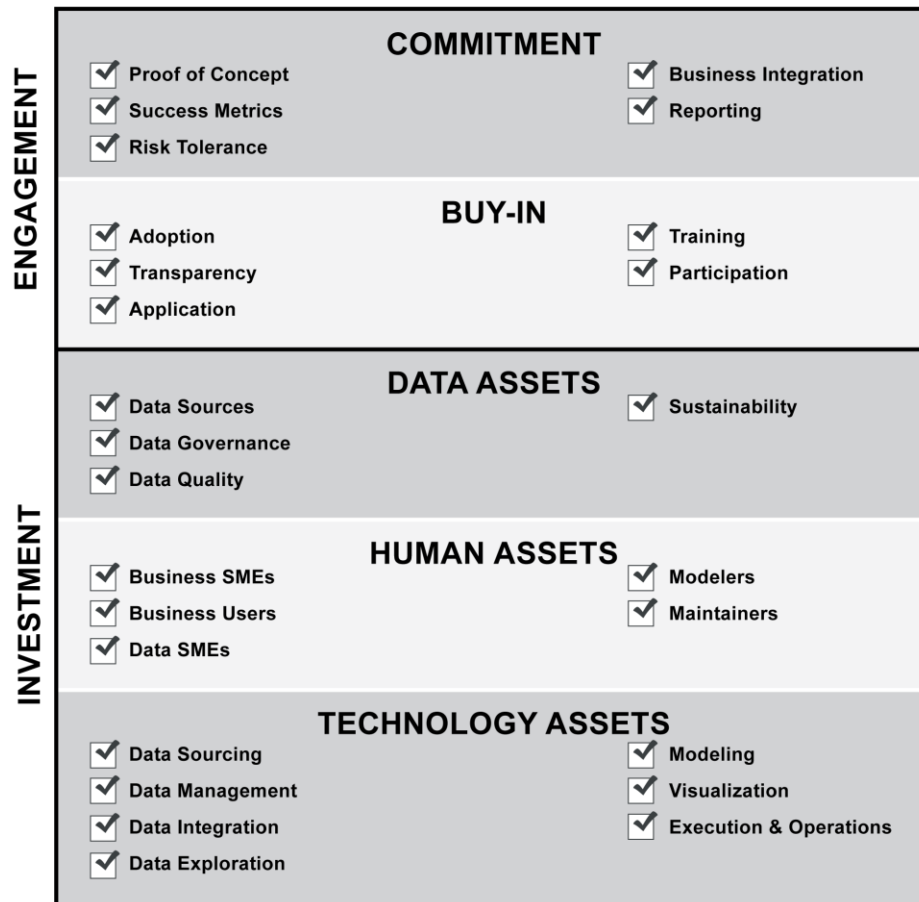 ENGAGEMENT
COMMITMENT
Proof of Concept
Success Metrics
Risk Tolerance
Business Integration
Reporting
BUY-IN
Adoption
Transparency
Application
Training
Participation
INVESTMENT
DATA ASSETS
Data Sources
Data Governance
Data Quality
Sustainability
HUMAN ASSETS
Business SMEs
Business Users
Data SMEs
Modelers
Maintainers
TECHNOLOGY ASSETS
Data Sourcing
Data Management
Data Integration
Data Exploration
Modeling
Visualization
Execution & Operations